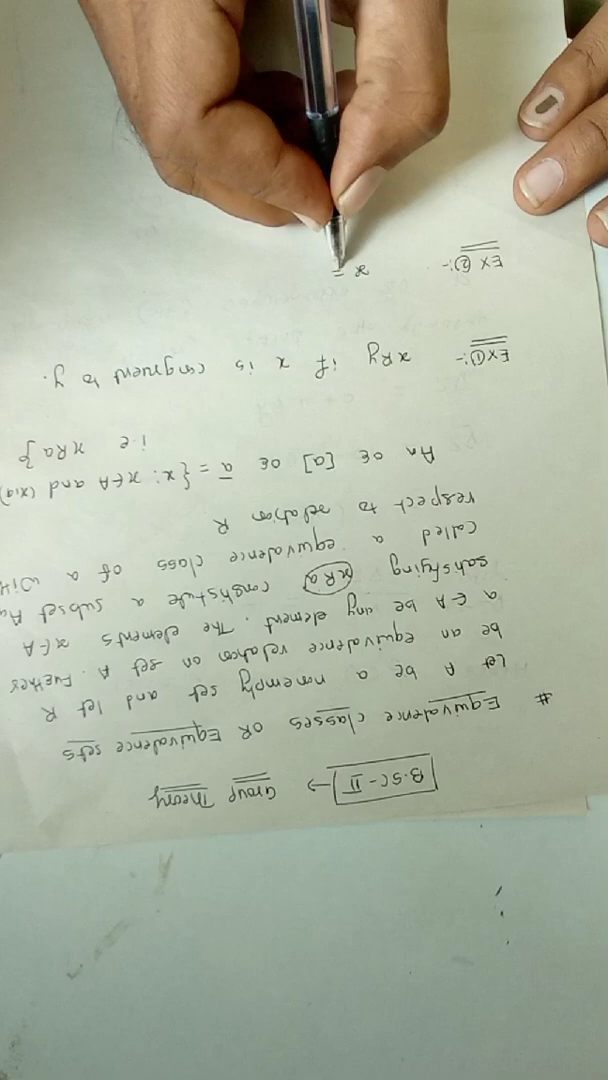 B.SC-II → Group Theory
# Equivalence classes OR Equivalence sets
Let A be a nonempty set and let R
be an equivalence relation on set A. Further
a ∈ A be any element. The elements x ∈ A
satisfying xRa constitute a subset Aa
called a equivalence class of a
respect to relation R
Aa or [a] or a̅ = {x: x∈A and (x,a)
i.e xRa}
EX①:- xRy if x is congruent to y.
EX②:- x =